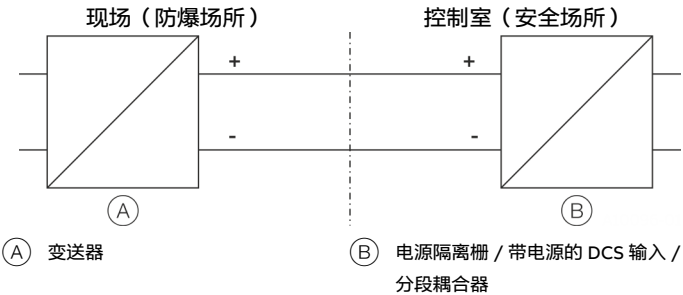 现场（防爆场所） 控制室（安全场所）
+ +
- -
A B
A 变送器
B 电源隔离栅 / 带电源的 DCS 输入 /
分段耦合器